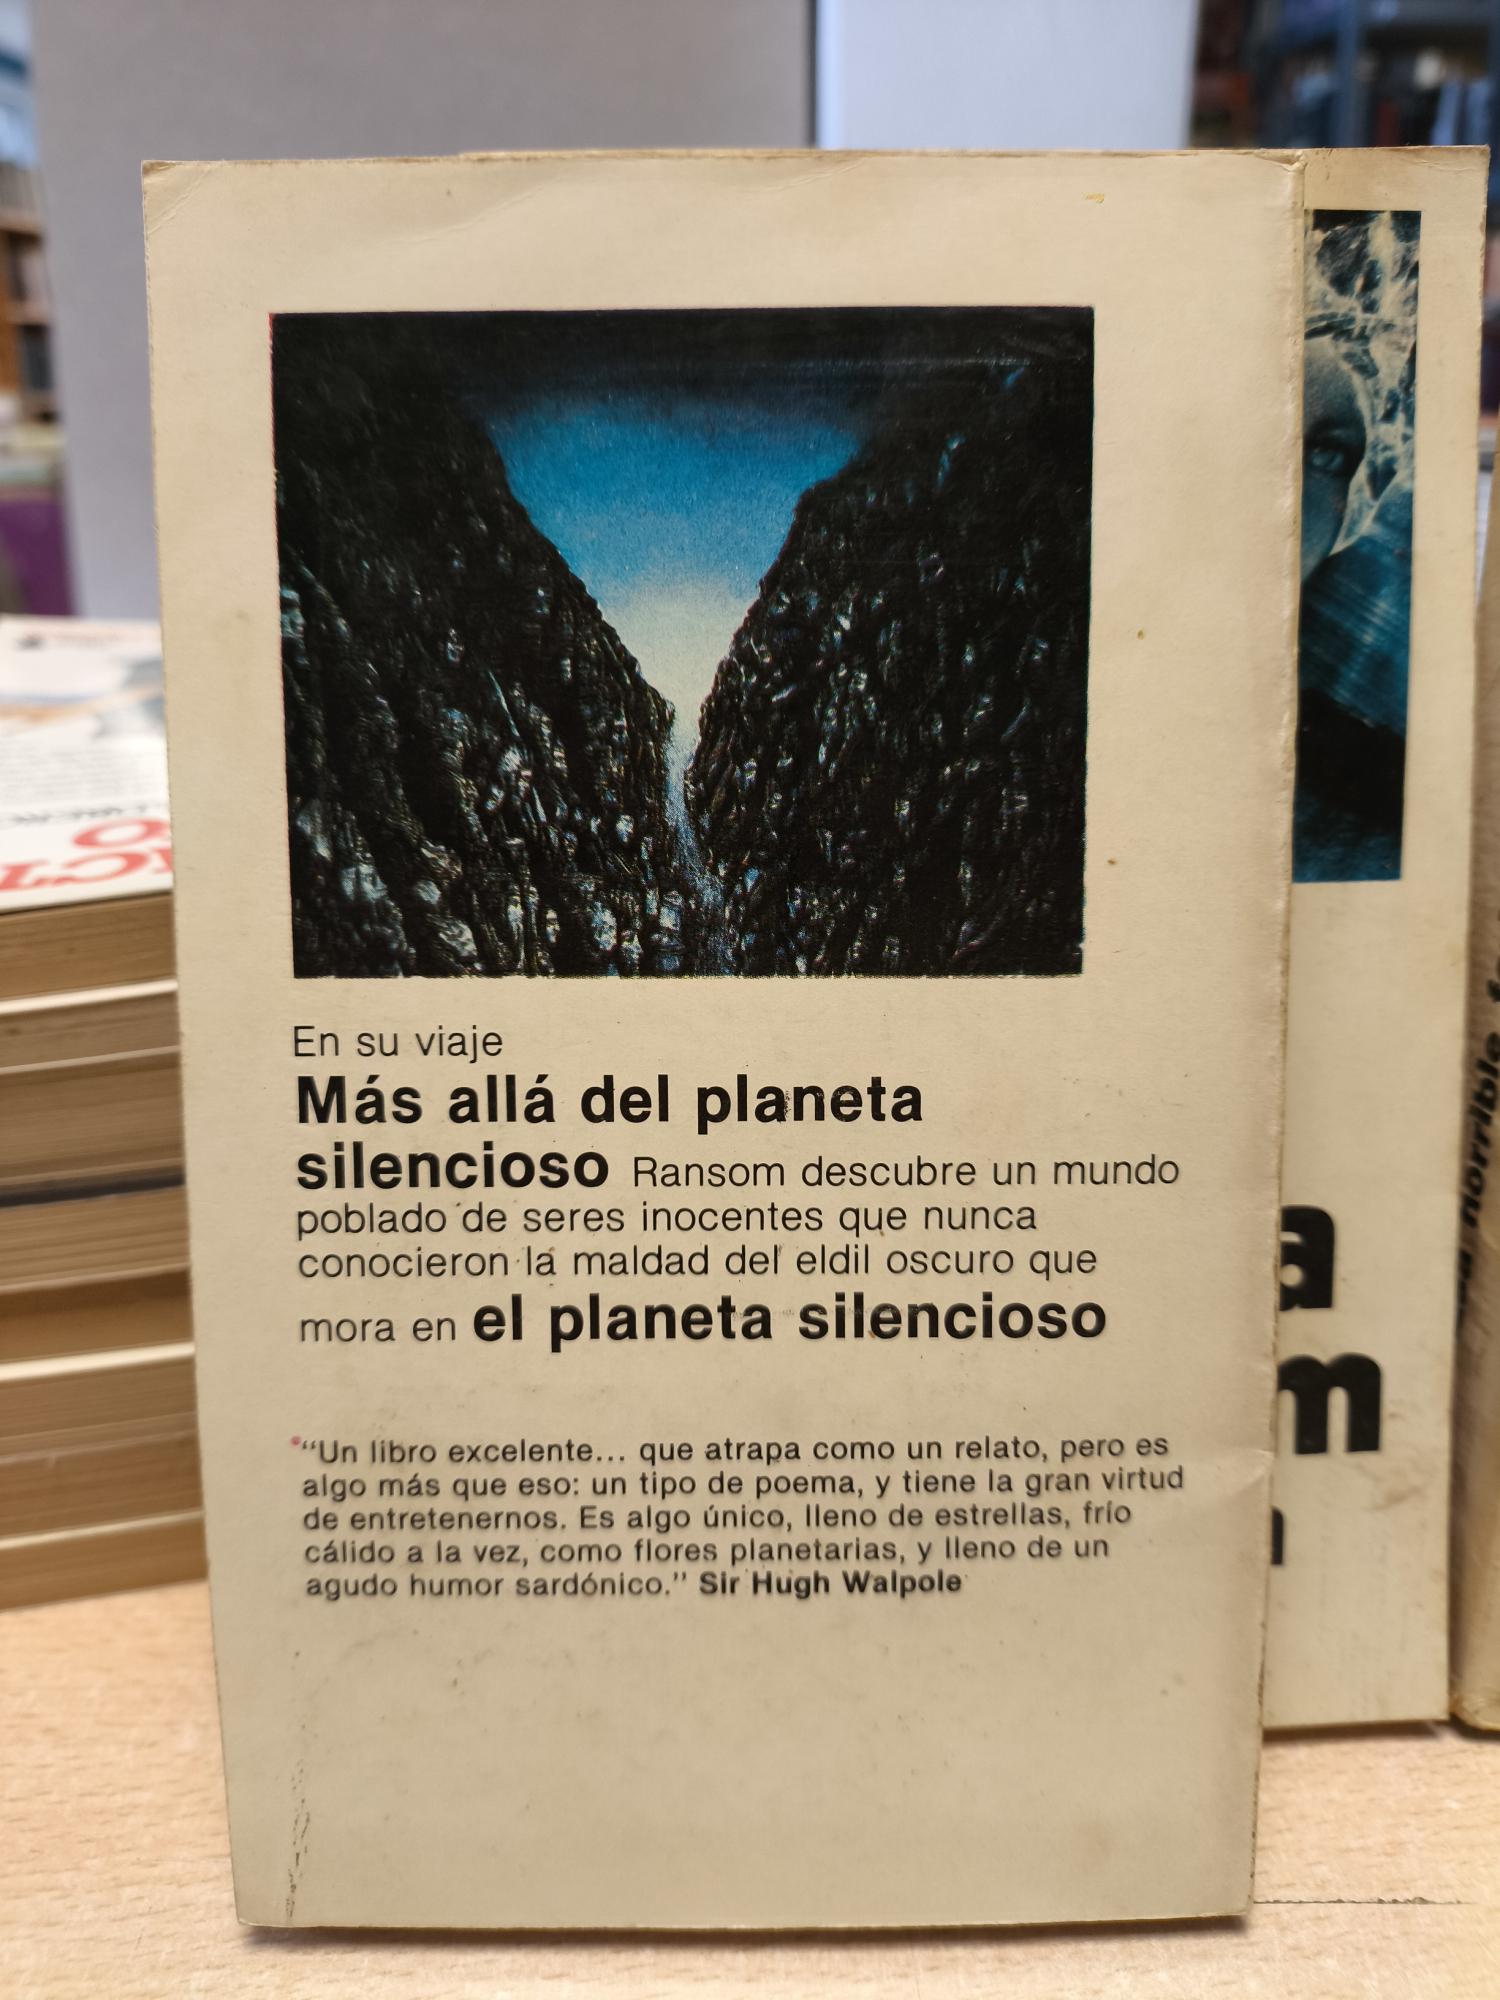 En su viaje
Más allá del planeta
silencioso Ransom descubre un mundo
poblado de seres inocentes que nunca
conocieron la maldad del eldil oscuro que
mora en el planeta silencioso
"Un libro excelente... que atrapa como un relato, pero es
algo más que eso: un tipo de poema, y tiene la gran virtud
de entretenernos. Es algo único, lleno de estrellas, frío
cálido a la vez, como flores planetarias, y lleno de un
agudo humor sardónico." Sir Hugh Walpole
a
m
horrible